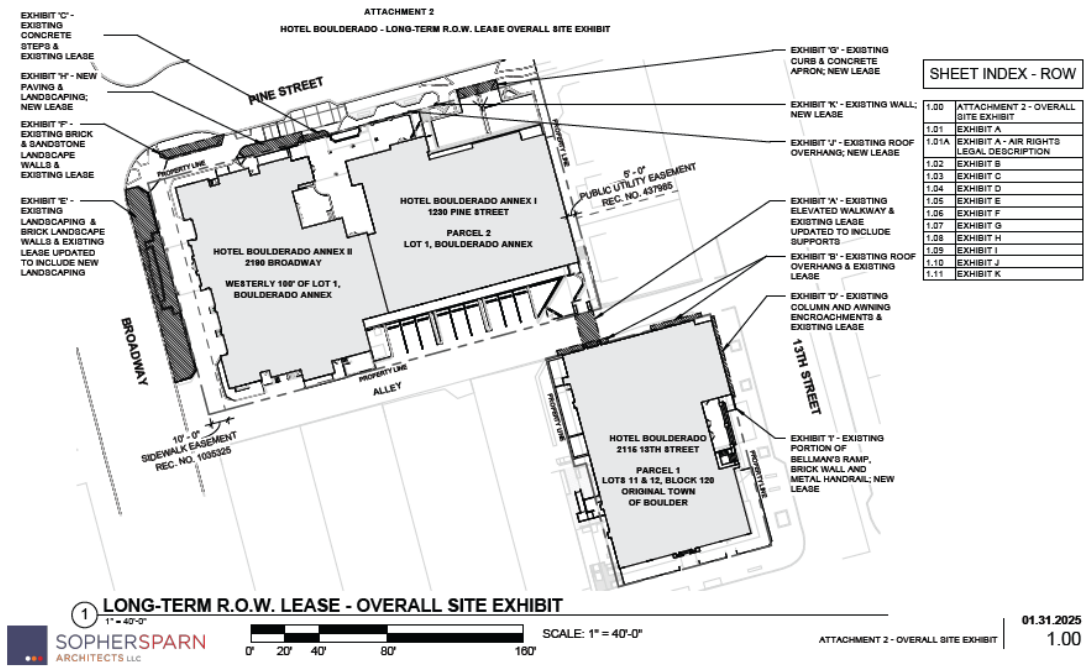 ATTACHMENT 2
HOTEL BOULDERADO - LONG-TERM R.O.W. LEASE OVERALL SITE EXHIBIT
EXHIBIT 'C' -
EXISTING
CONCRETE
STEPS &
EXISTING LEASE
EXHIBIT 'H' - NEW
PAVING &
LANDSCAPING;
NEW LEASE
EXHIBIT 'F' -
EXISTING BRICK
& SANDSTONE
LANDSCAPE
WALLS &
EXISTING LEASE
EXHIBIT 'E' -
EXISTING
LANDSCAPING &
BRICK LANDSCAPE
WALLS & EXISTING
LEASE UPDATED
TO INCLUDE NEW
LANDSCAPING
PINE STREET
PROPERTY LINE
PROPERTY LINE
5' - 0"
PUBLIC UTILITY EASEMENT
REC. NO. 437985
HOTEL BOULDERADO ANNEX I
1230 PINE STREET
PARCEL 2
LOT 1, BOULDERADO ANNEX
HOTEL BOULDERADO ANNEX II
2190 BROADWAY
WESTERLY 100' OF LOT 1,
BOULDERADO ANNEX
BROADWAY
PROPERTY LINE
ALLEY
10' - 0"
SIDEWALK EASEMENT
REC. NO. 1035325
PROPERTY LINE
HOTEL BOULDERADO
2115 13TH STREET
PARCEL 1
LOTS 11 & 12, BLOCK 120
ORIGINAL TOWN
OF BOULDER
PROPERTY LINE
13TH STREET
EXHIBIT 'G' - EXISTING
CURB & CONCRETE
APRON; NEW LEASE
EXHIBIT 'K' - EXISTING WALL;
NEW LEASE
EXHIBIT 'J' - EXISTING ROOF
OVERHANG; NEW LEASE
EXHIBIT 'A' - EXISTING
ELEVATED WALKWAY &
EXISTING LEASE
UPDATED TO INCLUDE
SUPPORTS
EXHIBIT 'B' - EXISTING ROOF
OVERHANG & EXISTING
LEASE
EXHIBIT 'D' - EXISTING
COLUMN AND AWNING
ENCROACHMENTS &
EXISTING LEASE
EXHIBIT 'I' - EXISTING
PORTION OF
BELLMAN'S RAMP,
BRICK WALL AND
METAL HANDRAIL; NEW
LEASE
SHEET INDEX - ROW
1.00 ATTACHMENT 2 - OVERALL
SITE EXHIBIT
1.01 EXHIBIT A
1.01A EXHIBIT A - AIR RIGHTS
LEGAL DESCRIPTION
1.02 EXHIBIT B
1.03 EXHIBIT C
1.04 EXHIBIT D
1.05 EXHIBIT E
1.06 EXHIBIT F
1.07 EXHIBIT G
1.08 EXHIBIT H
1.09 EXHIBIT I
1.10 EXHIBIT J
1.11 EXHIBIT K
1 LONG-TERM R.O.W. LEASE - OVERALL SITE EXHIBIT
1" = 40'-0"
SOPHERSPARN
ARCHITECTS LLC
0' 20' 40' 80' 160'
SCALE: 1" = 40'-0"
ATTACHMENT 2 - OVERALL SITE EXHIBIT
01.31.2025
1.00